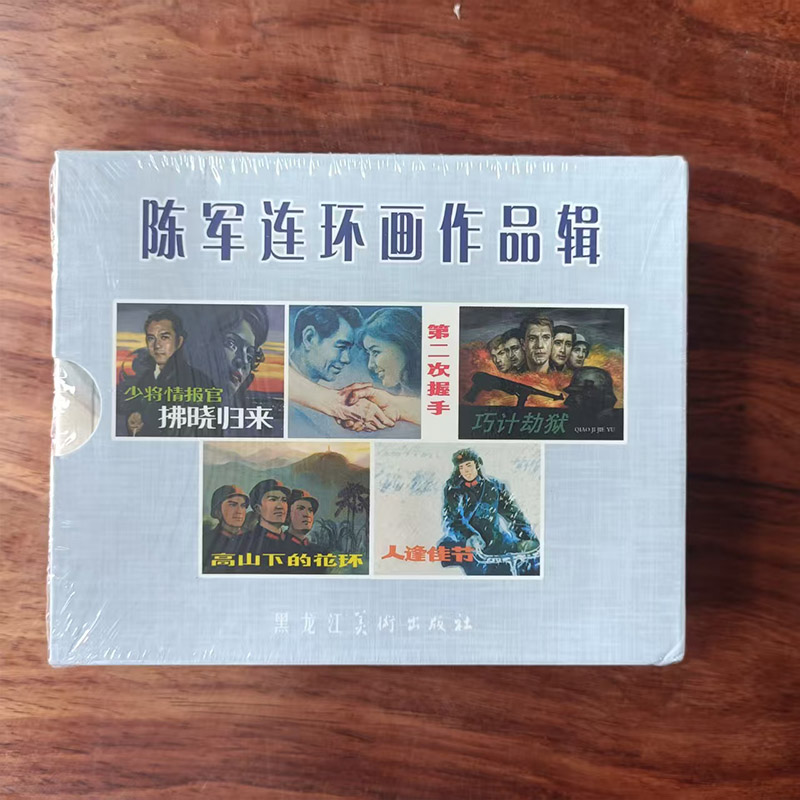 陈军连环画作品辑
少将情报官
拂晓归来
第二次握手
巧计劫狱
QIAO JI JIE YU
高山下的花环
人逢佳节
黑龙江美术出版社